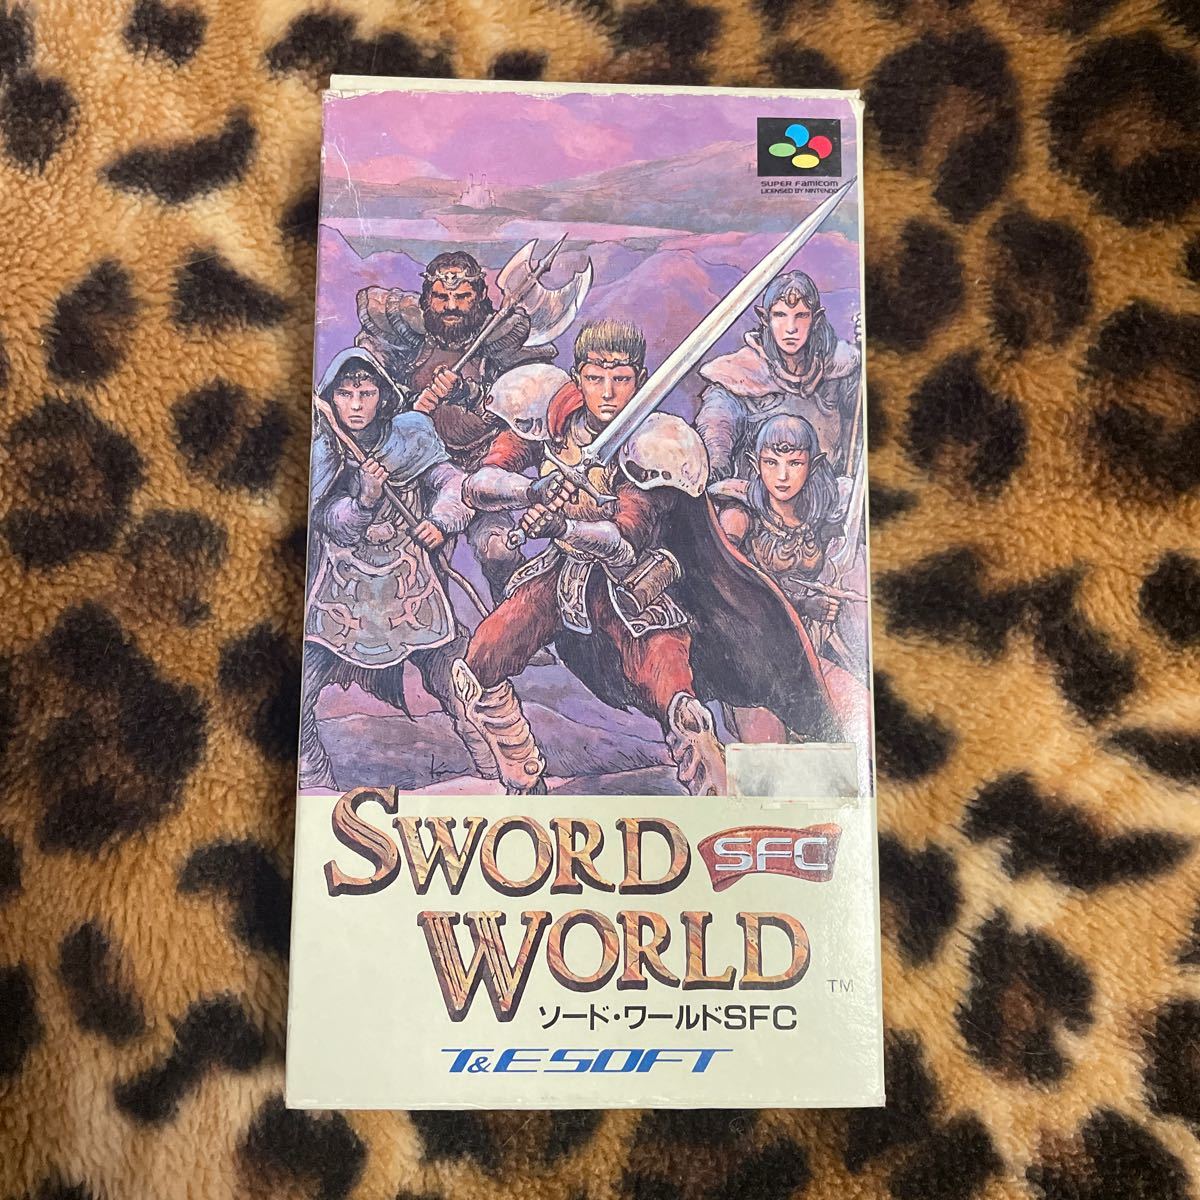 SUPER FAMICOM
LICENSED BY NINTENDO
SWORD SFC
WORLD TM
ソード・ワールドSFC
T&E SOFT